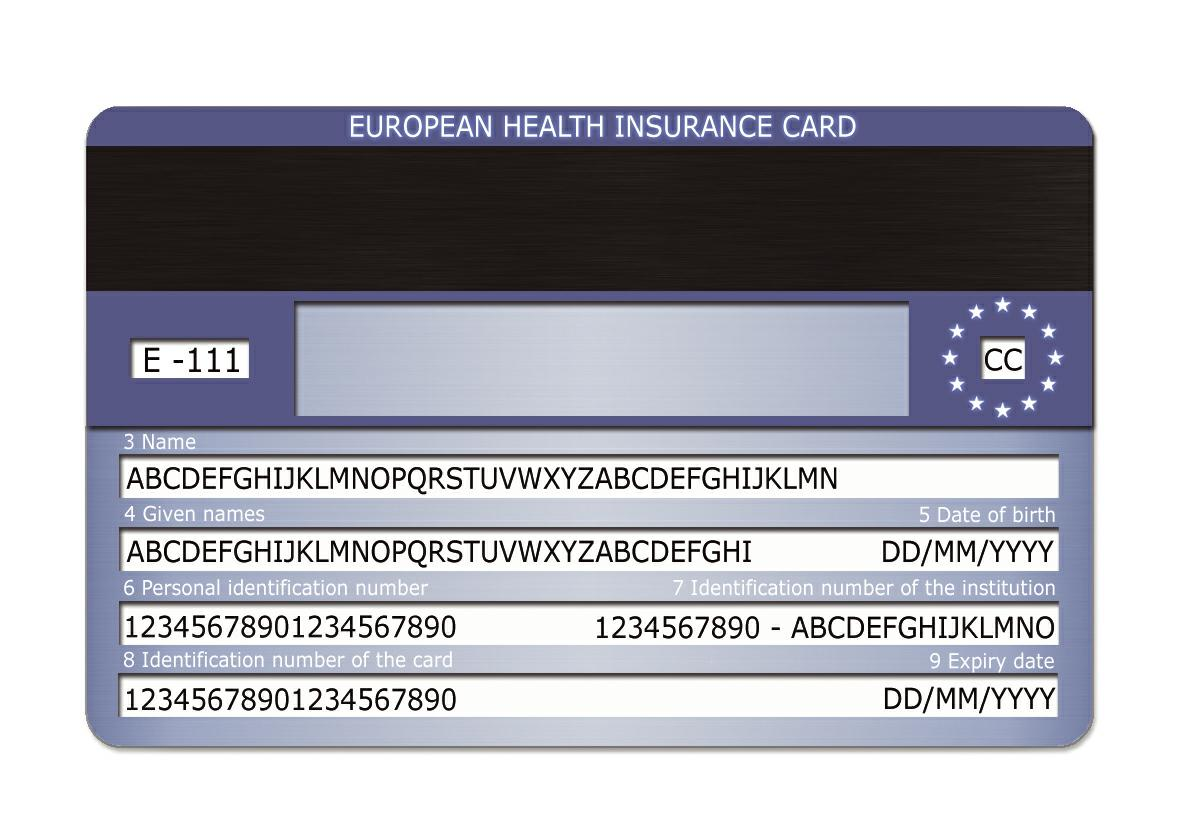 EUROPEAN HEALTH INSURANCE CARD
E -111
CC
3 Name
ABCDEFGHIJKLMNOPQRSTUVWXYZABCDEFGHIJKLMN
4 Given names 5 Date of birth
ABCDEFGHIJKLMNOPQRSTUVWXYZABCDEFGHI DD/MM/YYYY
6 Personal identification number 7 Identification number of the institution
12345678901234567890 1234567890 - ABCDEFGHIJKLMNO
8 Identification number of the card 9 Expiry date
12345678901234567890 DD/MM/YYYY